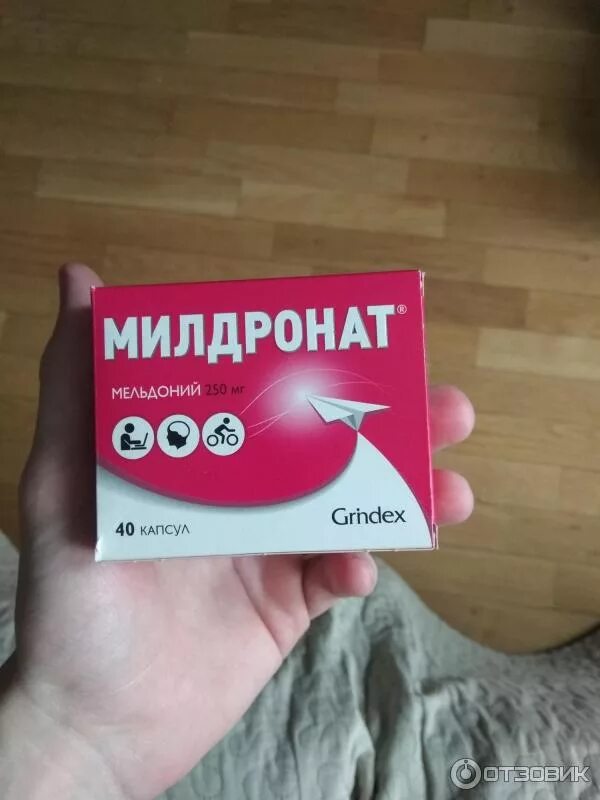 МИЛДРОНАТ®
МЕЛЬДОНИЙ 250 мг
40 КАПСУЛ
Grindex
ОТЗОВИК